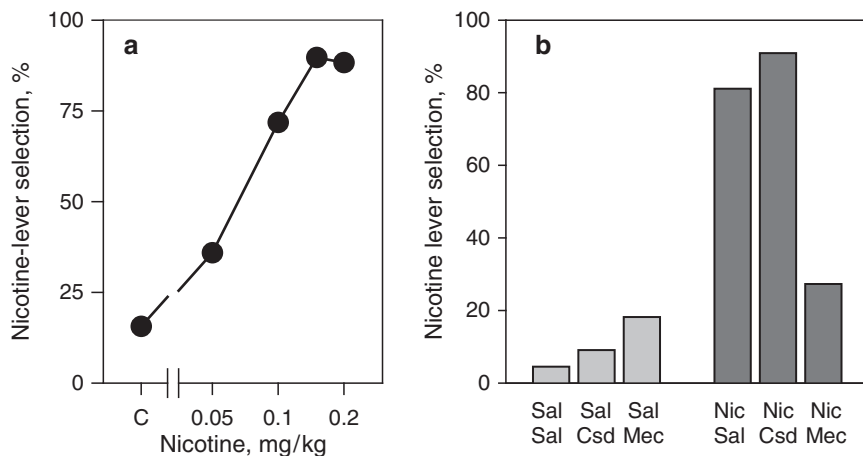 a
Nicotine-lever selection, %
100
75
50
25
0
C 0.05 0.1 0.2
Nicotine, mg/kg
b
Nicotine lever selection, %
100
80
60
40
20
0
Sal Sal Sal Nic Nic Nic
Sal Csd Mec Sal Csd Mec